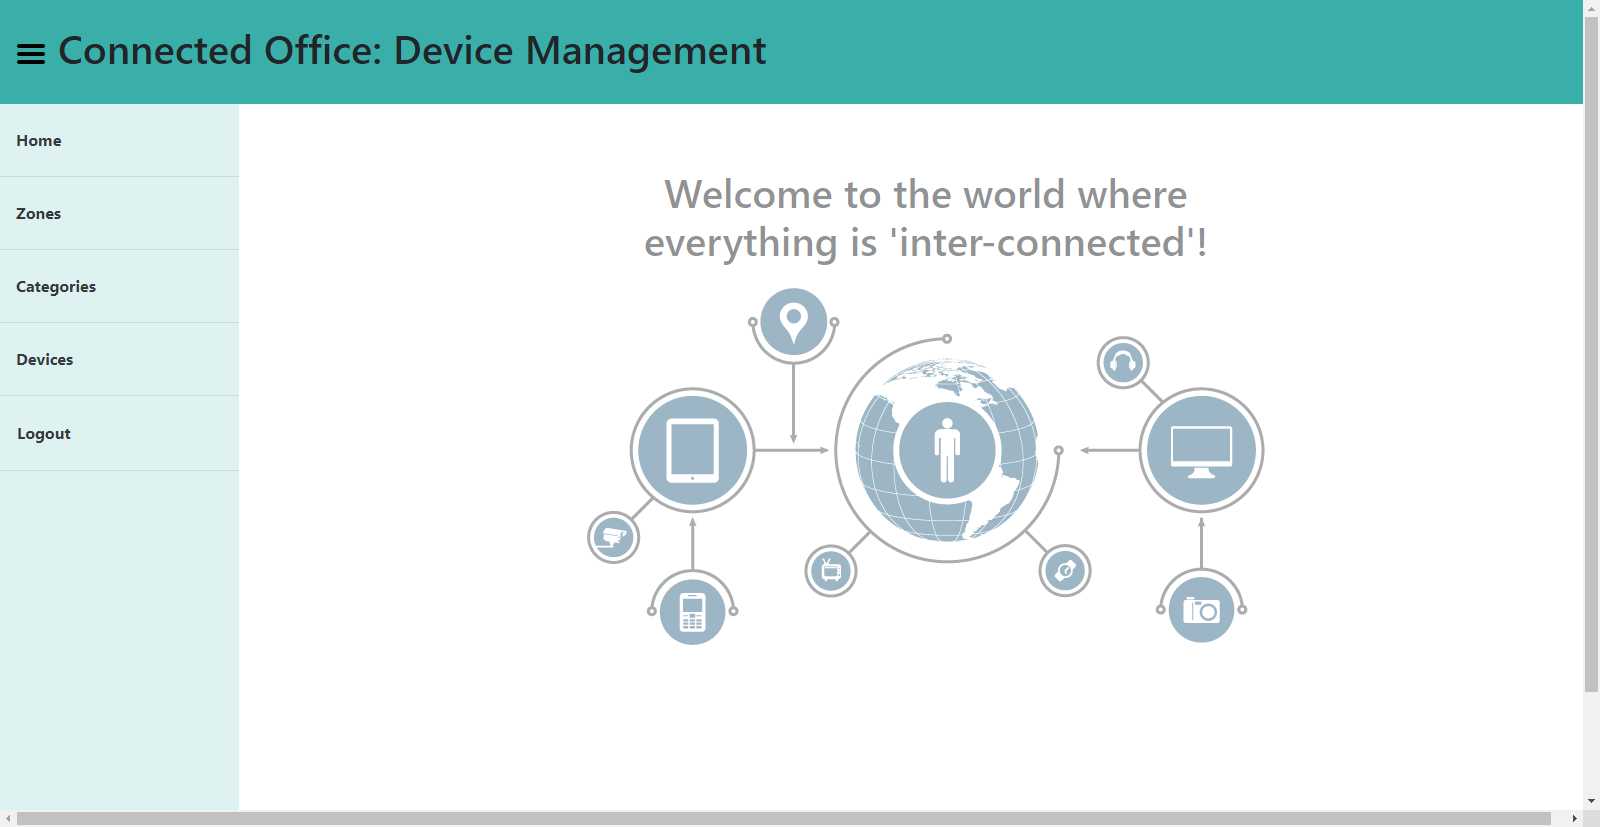 Connected Office: Device Management
Home
Zones
Categories
Devices
Logout
Welcome to the world where
everything is 'inter-connected'!